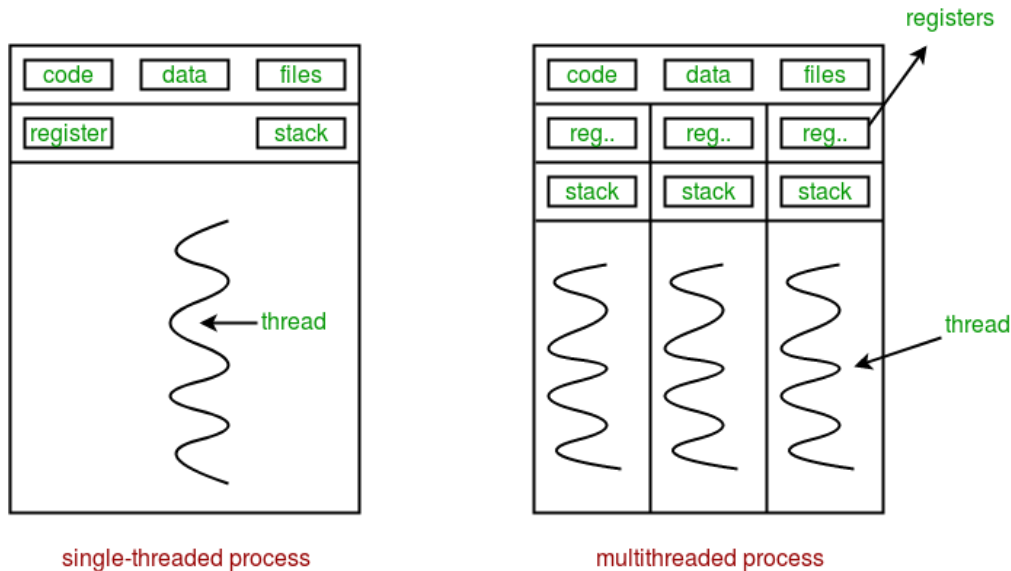 registers
code data files
register stack
thread
single-threaded process
code data files
reg.. reg.. reg..
stack stack stack
thread
multithreaded process